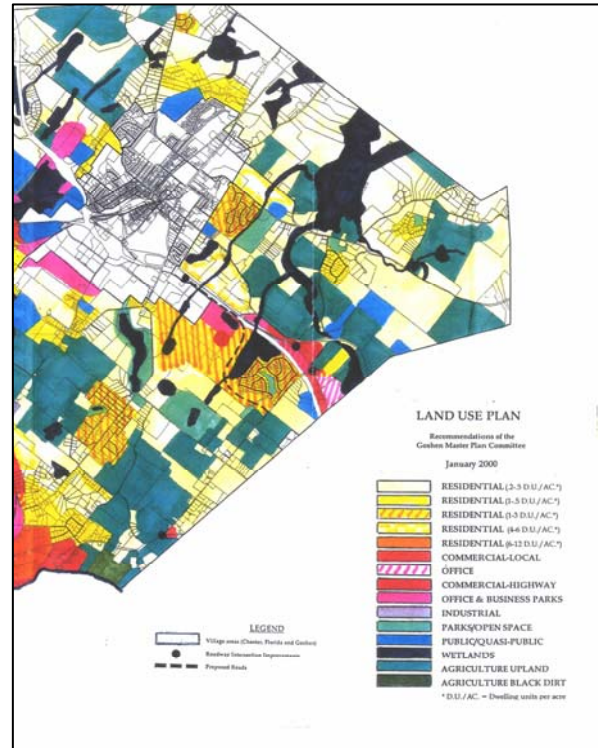 LAND USE PLAN
Recommendations of the
Goshen Master Plan Committee
January 2000
RESIDENTIAL (.2-.5 D.U./AC.*)
RESIDENTIAL (1-.5 D.U./AC.*)
RESIDENTIAL (1-3 D.U./AC.*)
RESIDENTIAL (4-6 D.U./AC.*)
RESIDENTIAL (6-12 D.U./AC.*)
COMMERCIAL-LOCAL
OFFICE
COMMERCIAL-HIGHWAY
OFFICE & BUSINESS PARKS
INDUSTRIAL
PARKS/OPEN SPACE
PUBLIC/QUASI-PUBLIC
WETLANDS
AGRICULTURE UPLAND
AGRICULTURE BLACK DIRT
* D.U./AC. = Dwelling units per acre
LEGEND
Village areas (Chester, Florida and Goshen)
Roadway Intersection Improvements
Proposed Roads